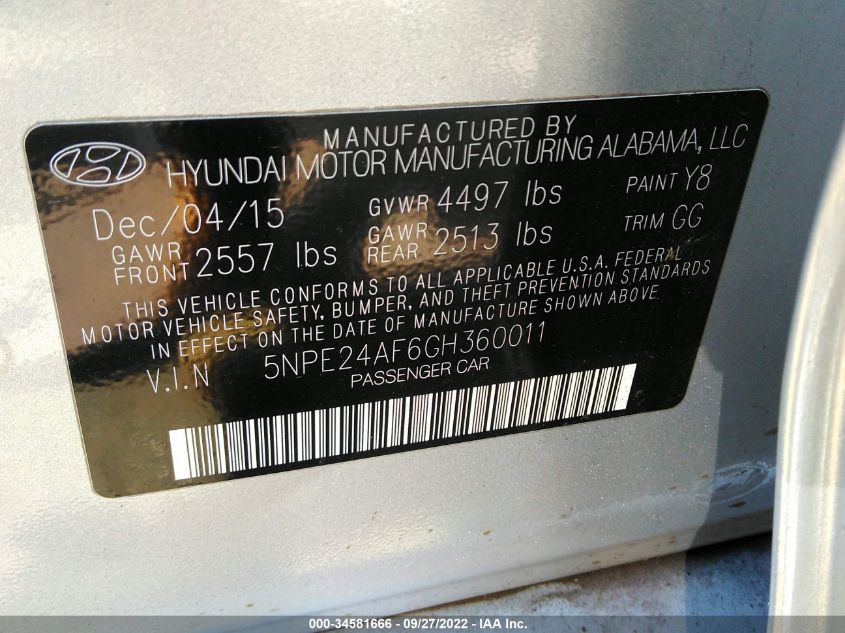 MANUFACTURED BY
HYUNDAI MOTOR MANUFACTURING ALABAMA, LLC
Dec/04/15 GVWR 4497 lbs PAINT Y8
GAWR FRONT 2557 lbs GAWR REAR 2513 lbs TRIM GG
THIS VEHICLE CONFORMS TO ALL APPLICABLE U.S.A. FEDERAL
MOTOR VEHICLE SAFETY, BUMPER, AND THEFT PREVENTION STANDARDS
IN EFFECT ON THE DATE OF MANUFACTURE SHOWN ABOVE.
V.I.N 5NPE24AF6GH360011
PASSENGER CAR
000-34581666 - 09/27/2022 - IAA Inc.